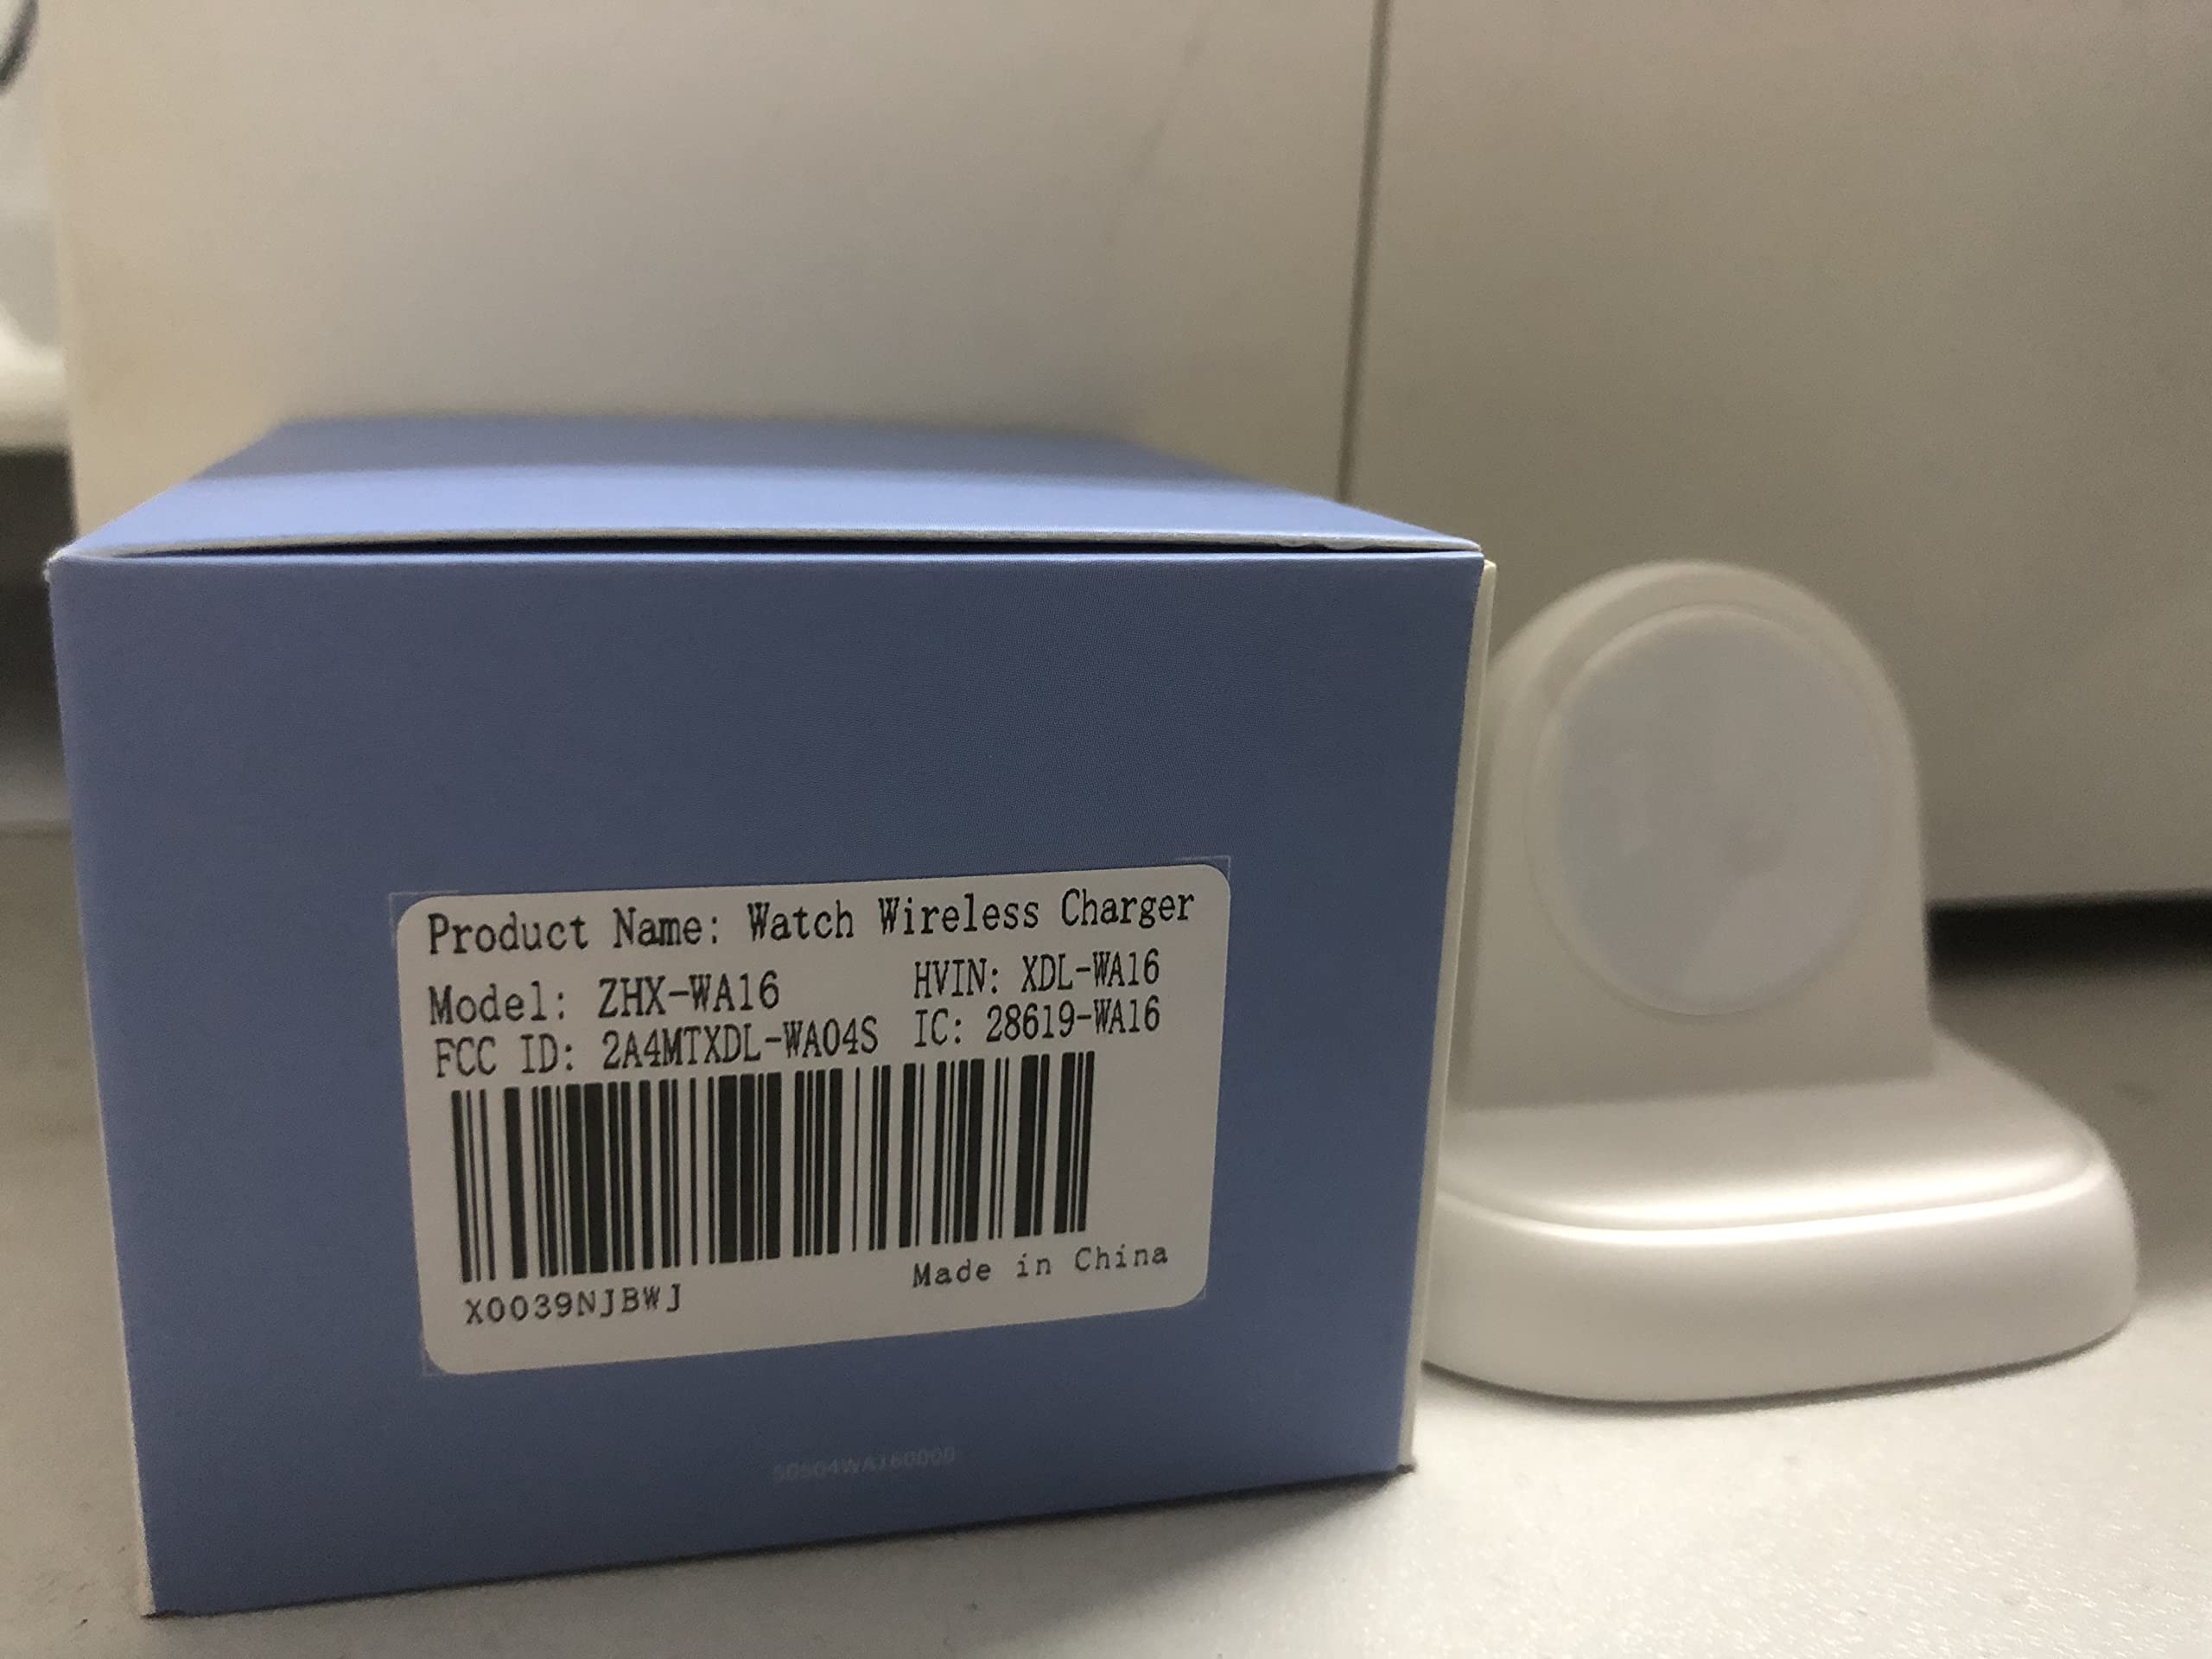 Product Name: Watch Wireless Charger
Model: ZHX-WA16 HVIN: XDL-WA16
FCC ID: 2A4MTXDL-WA04S IC: 28619-WA16
X0039NJBWJ Made in China